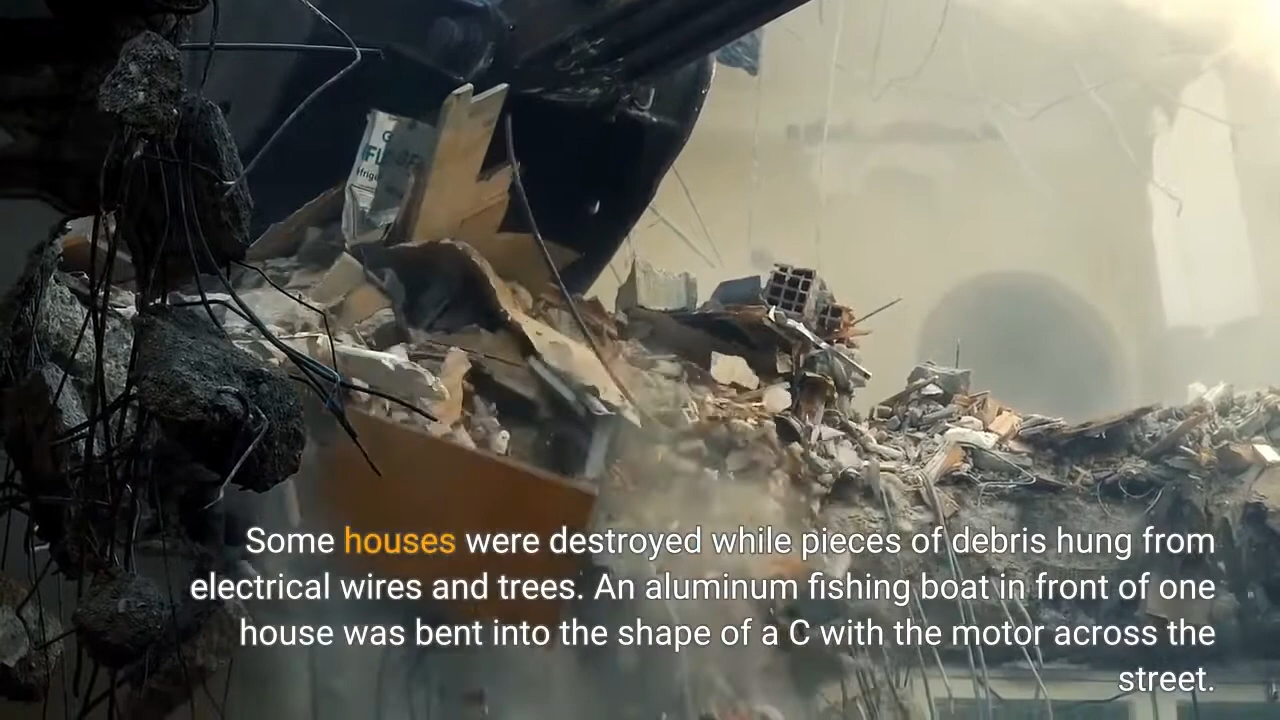 Some houses were destroyed while pieces of debris hung from
electrical wires and trees. An aluminum fishing boat in front of one
house was bent into the shape of a C with the motor across the
street.